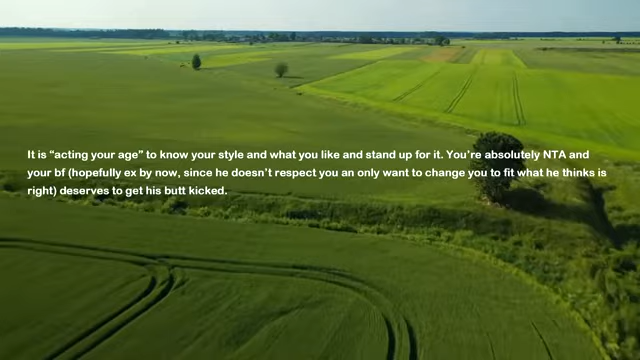 It is “acting your age” to know your style and what you like and stand up for it. You’re absolutely NTA and
your bf (hopefully ex by now, since he doesn’t respect you an only want to change you to fit what he thinks is
right) deserves to get his butt kicked.